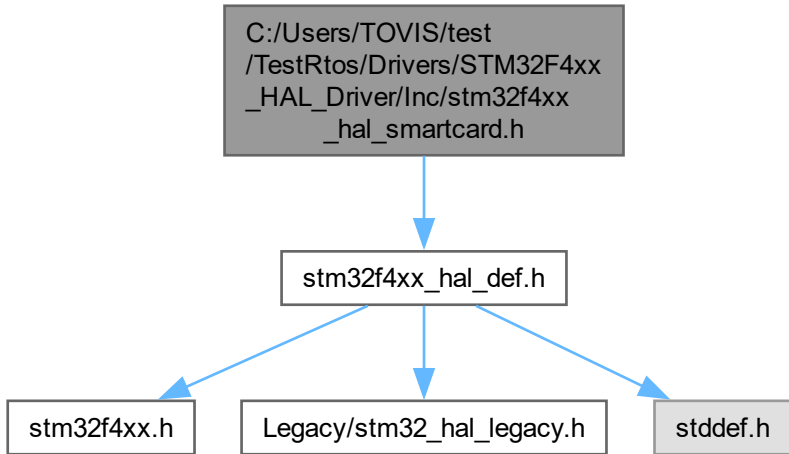 C:/Users/TOVIS/test
/TestRtos/Drivers/STM32F4xx
_HAL_Driver/Inc/stm32f4xx
_hal_smartcard.h
stm32f4xx_hal_def.h
stm32f4xx.h
Legacy/stm32_hal_legacy.h
stddef.h